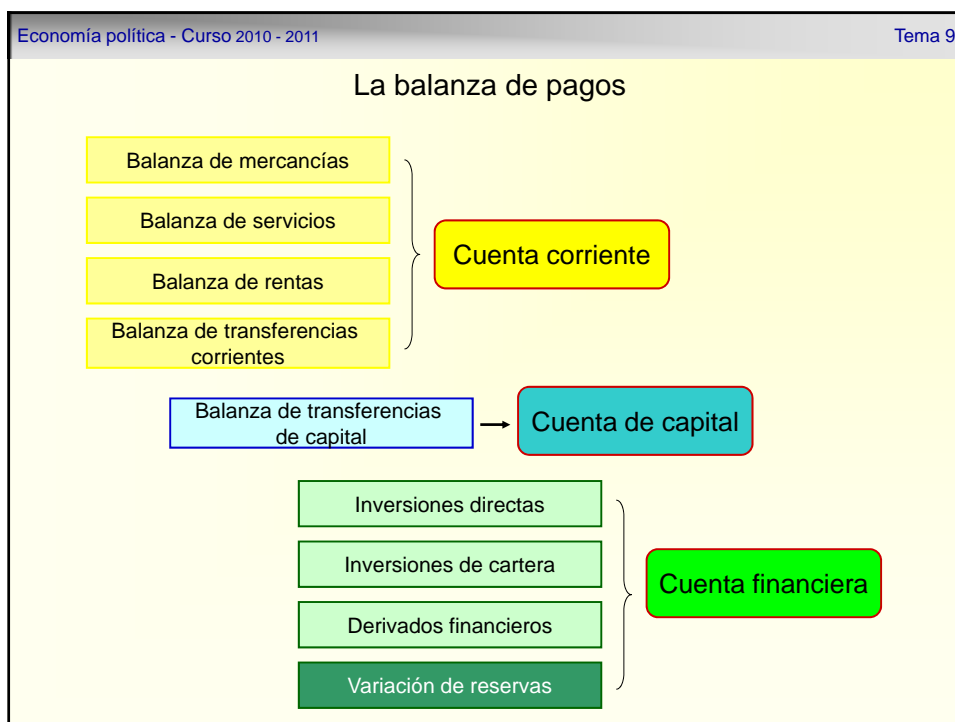 Economía política - Curso 2010 - 2011
Tema 9
La balanza de pagos
Balanza de mercancías
Balanza de servicios
Balanza de rentas
Balanza de transferencias
corrientes
Cuenta corriente
Balanza de transferencias
de capital
Cuenta de capital
Inversiones directas
Inversiones de cartera
Derivados financieros
Variación de reservas
Cuenta financiera